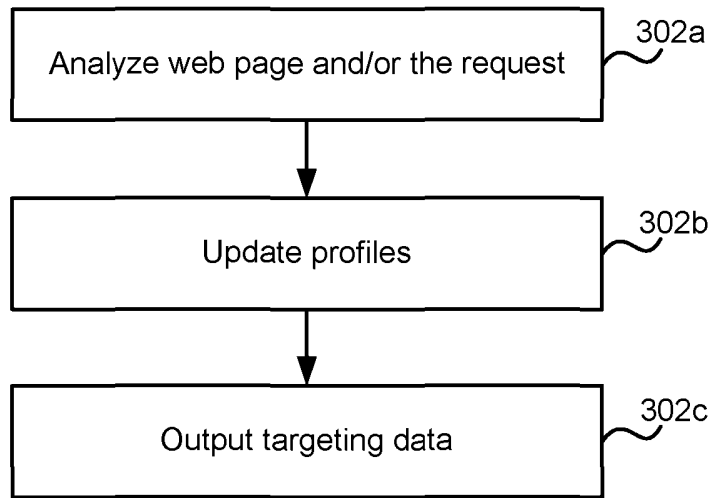 302a
Analyze web page and/or the request
302b
Update profiles
302c
Output targeting data